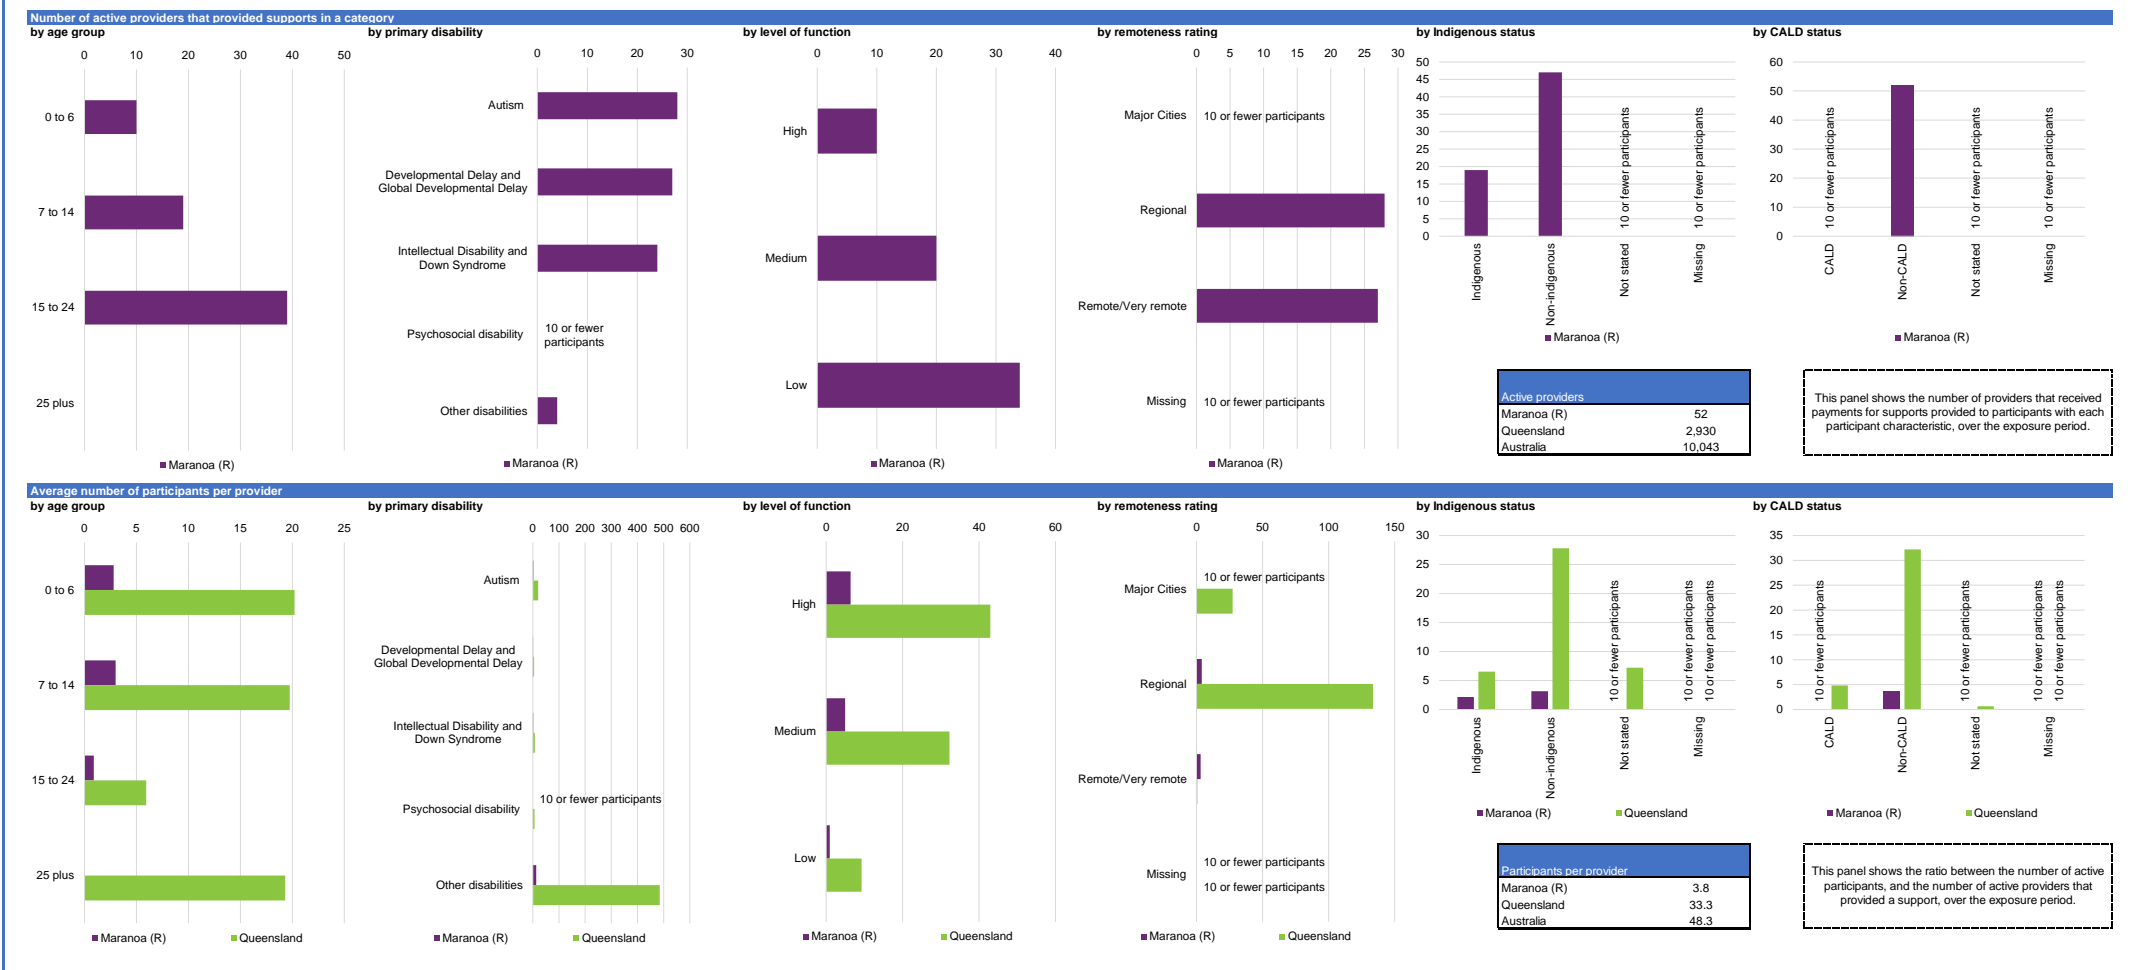 Number of active providers that provided supports in a category
by age group
0 10 20 30 40 50
0 to 6
7 to 14
15 to 24
25 plus
Maranoa (R)
by primary disability
0 10 20 30
Autism
Developmental Delay and
Global Developmental Delay
Intellectual Disability and
Down Syndrome
Psychosocial disability
10 or fewer
participants
Other disabilities
Maranoa (R)
by level of function
0 10 20 30 40
High
Medium
Low
Maranoa (R)
by remoteness rating
0 5 10 15 20 25 30
Major Cities
10 or fewer participants
Regional
Remote/Very remote
Missing
10 or fewer participants
Maranoa (R)
by Indigenous status
50
45
40
35
30
25
20
15
10
5
0
10 or fewer participants
10 or fewer participants
Indigenous
Non-indigenous
Not stated
Missing
Maranoa (R)
by CALD status
60
50
40
30
20
10
0
10 or fewer participants
10 or fewer participants
10 or fewer participants
CALD
Non-CALD
Not stated
Missing
Maranoa (R)
Active providers
Maranoa (R) 52
Queensland 2,930
Australia 10,043
This panel shows the number of providers that received
payments for supports provided to participants with each
participant characteristic, over the exposure period.
Average number of participants per provider
by age group
0 5 10 15 20 25
0 to 6
7 to 14
15 to 24
25 plus
Maranoa (R) Queensland
by primary disability
0 100 200 300 400 500 600
Autism
Developmental Delay and
Global Developmental Delay
Intellectual Disability and
Down Syndrome
Psychosocial disability
10 or fewer participants
Other disabilities
Maranoa (R) Queensland
by level of function
0 20 40 60
High
Medium
Low
Maranoa (R) Queensland
by remoteness rating
0 50 100 150
Major Cities
10 or fewer participants
Regional
Remote/Very remote
Missing
10 or fewer participants
10 or fewer participants
Maranoa (R) Queensland
by Indigenous status
30
25
20
15
10
5
0
10 or fewer participants
10 or fewer participants
10 or fewer participants
Indigenous
Non-indigenous
Not stated
Missing
Maranoa (R) Queensland
by CALD status
35
30
25
20
15
10
5
0
10 or fewer participants
10 or fewer participants
10 or fewer participants
10 or fewer participants
CALD
Non-CALD
Not stated
Missing
Maranoa (R) Queensland
Participants per provider
Maranoa (R) 3.8
Queensland 33.3
Australia 48.3
This panel shows the ratio between the number of active
participants, and the number of active providers that
provided a support, over the exposure period.